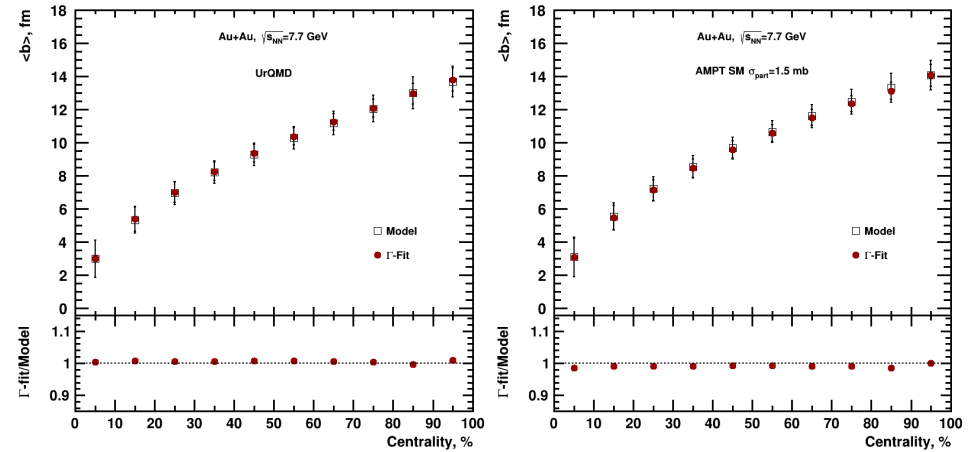 <b>, fm
18
16
14
12
10
8
6
4
2
0
Au+Au, √s_NN=7.7 GeV
UrQMD
Model
Γ-Fit
Γ-fit/Model
1.1
1
0.9
0 10 20 30 40 50 60 70 80 90 100
Centrality, %
<b>, fm
18
16
14
12
10
8
6
4
2
0
Au+Au, √s_NN=7.7 GeV
AMPT SM σ_part=1.5 mb
Model
Γ-Fit
Γ-fit/Model
1.1
1
0.9
0 10 20 30 40 50 60 70 80 90 100
Centrality, %